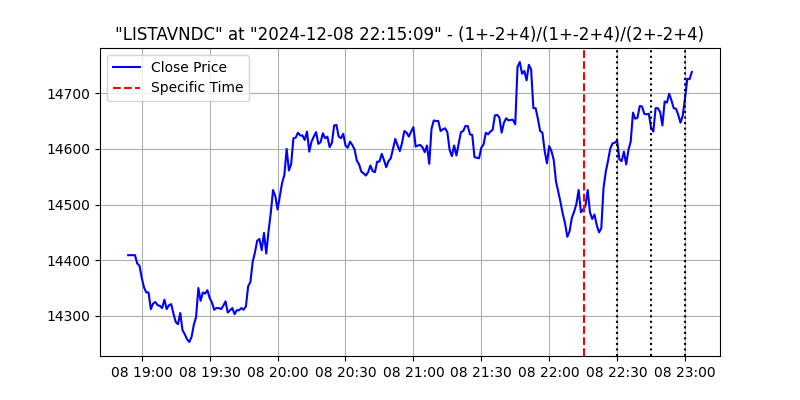 "LISTAVNDC" at "2024-12-08 22:15:09" - (1+-2+4)/(1+-2+4)/(2+-2+4)
Close Price
Specific Time
14700
14600
14500
14400
14300
08 19:00 08 19:30 08 20:00 08 20:30 08 21:00 08 21:30 08 22:00 08 22:30 08 23:00